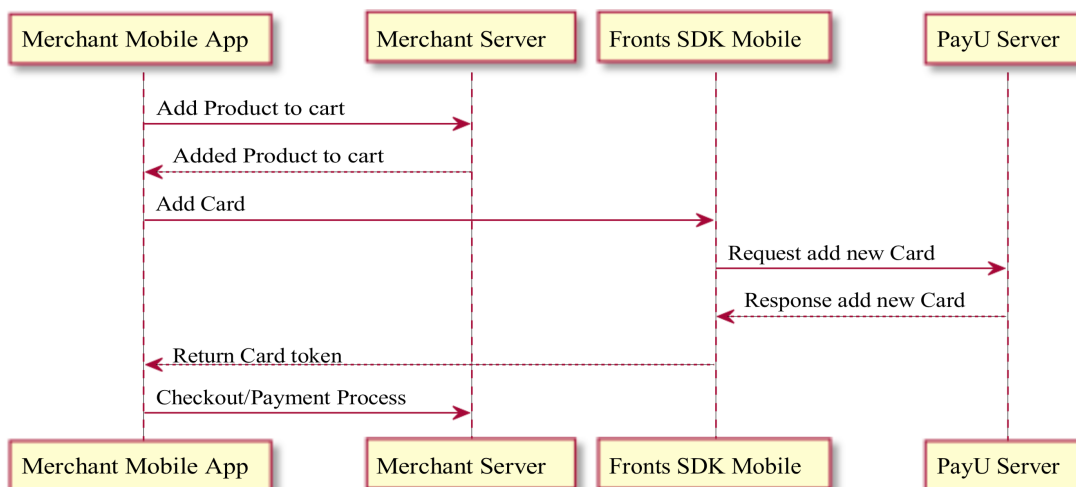 Merchant Mobile App
Merchant Server
Fronts SDK Mobile
PayU Server
Add Product to cart
Added Product to cart
Add Card
Request add new Card
Response add new Card
Return Card token
Checkout/Payment Process
Merchant Mobile App
Merchant Server
Fronts SDK Mobile
PayU Server